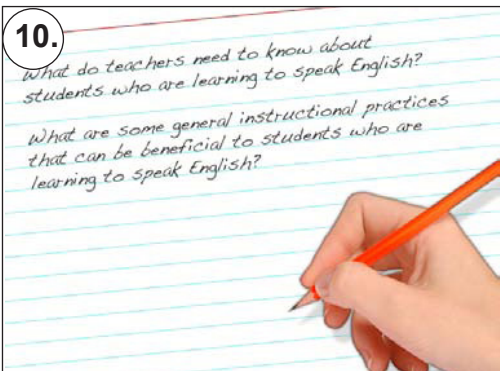 10.
What do teachers need to know about
students who are learning to speak English?
What are some general instructional practices
that can be beneficial to students who are
learning to speak English?